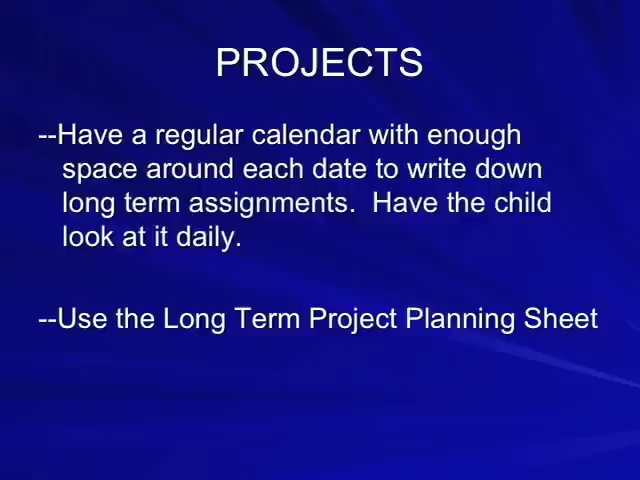 PROJECTS
--Have a regular calendar with enough
space around each date to write down
long term assignments.  Have the child
look at it daily.
--Use the Long Term Project Planning Sheet